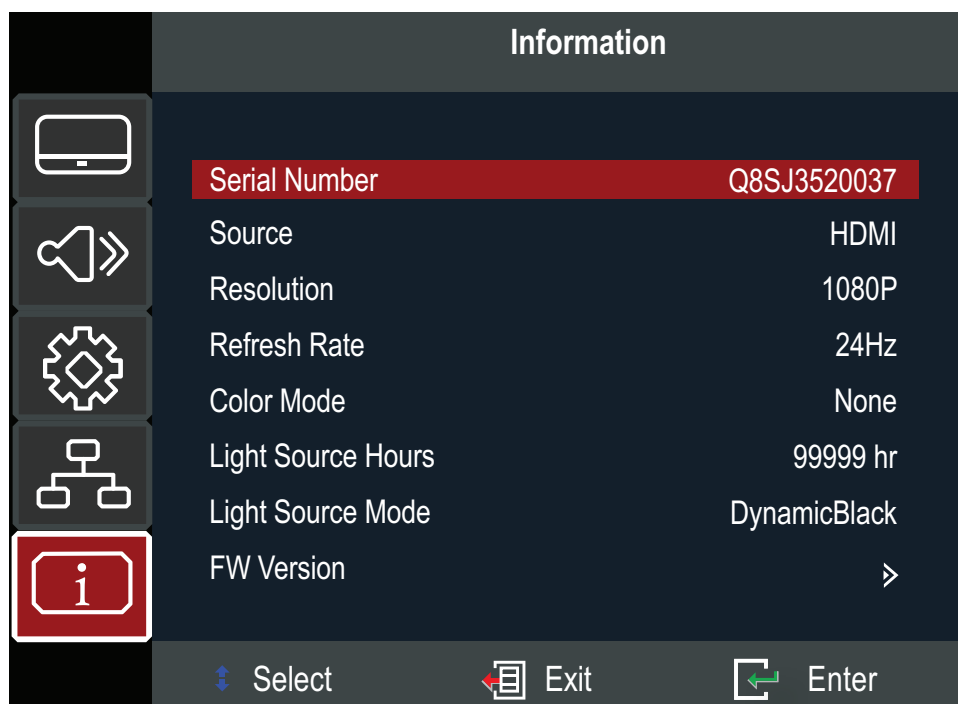 Information
Serial Number Q8SJ3520037
Source HDMI
Resolution 1080P
Refresh Rate 24Hz
Color Mode None
Light Source Hours 99999 hr
Light Source Mode DynamicBlack
FW Version
i
Select Exit Enter